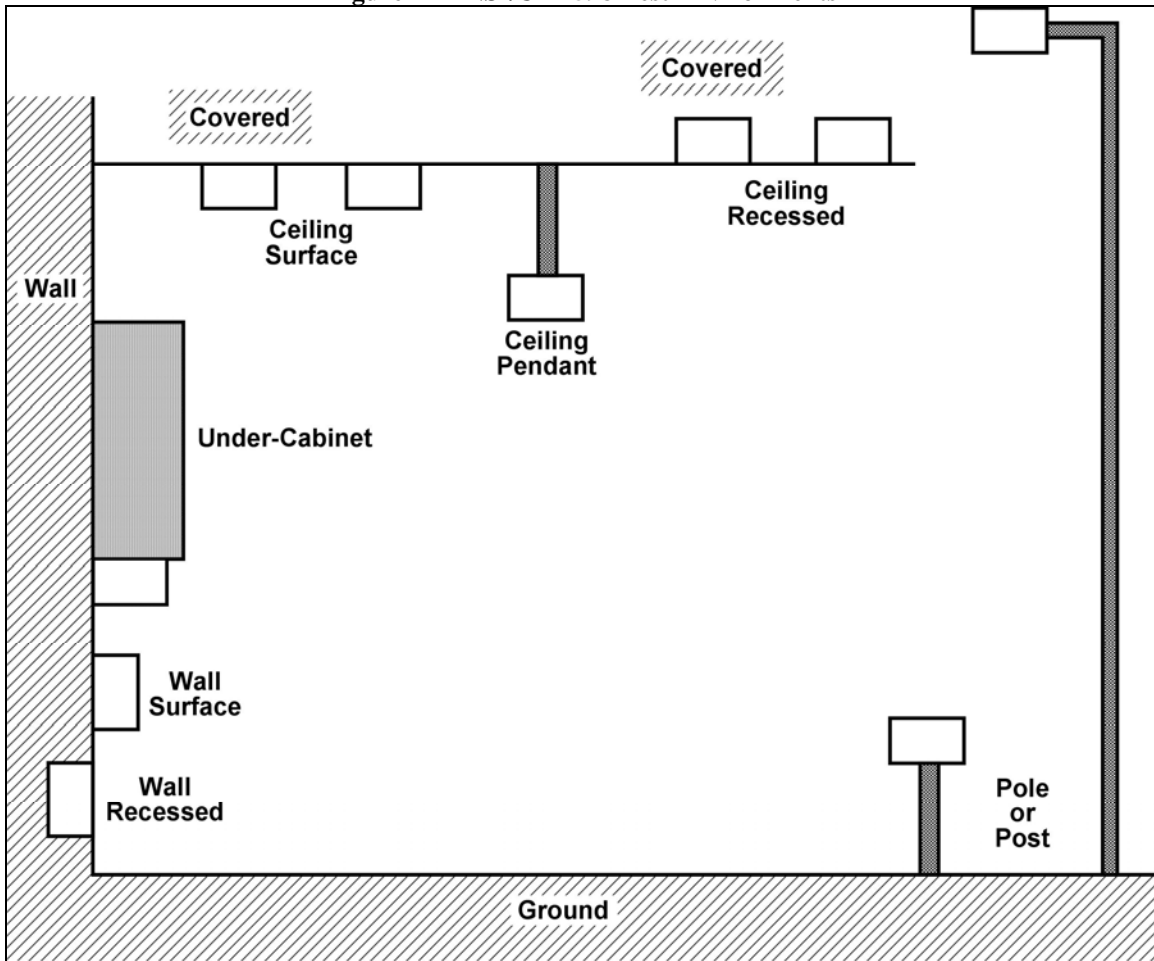 Covered
Covered
Ceiling
Recessed
Ceiling
Surface
Wall
Ceiling
Pendant
Under-Cabinet
Wall
Surface
Wall
Recessed
Pole
or
Post
Ground